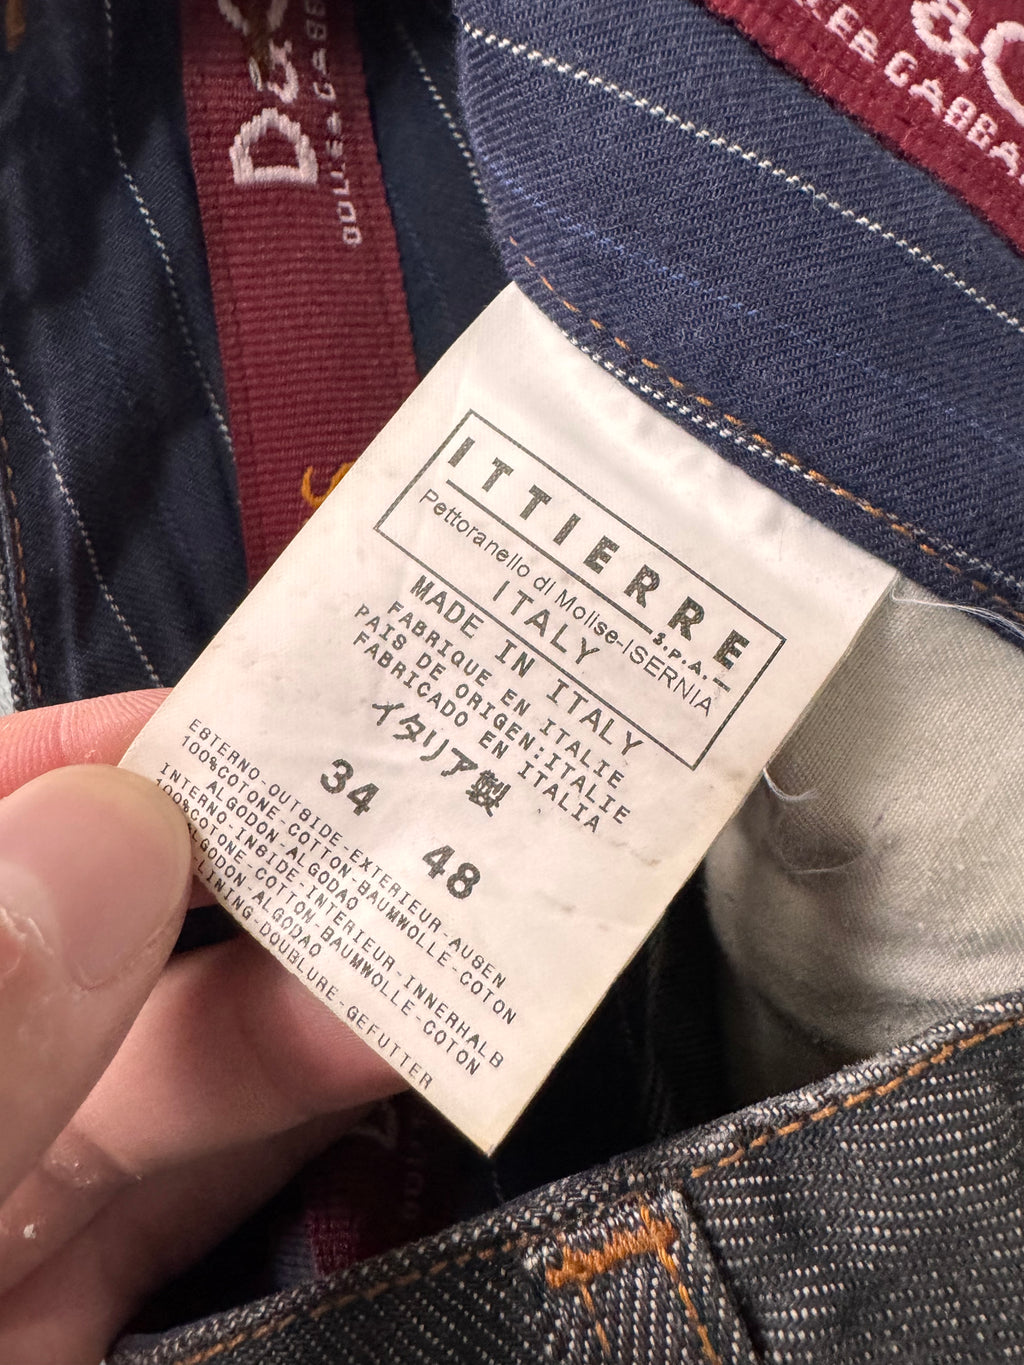 D&G
DOLCE&GABB
&G
GABBA
ITTIERRE
S.P.A.
Pettoranello di Molise-ISERNIA
ITALY
MADE IN ITALY
FABRIQUE EN ITALIE
PAIS DE ORIGEN:ITALIE
FABRICADO EN ITALIA
イタリア製
34 48
ESTERNO-OUTSIDE-EXTERIEUR-AUSEN
100%COTONE-COTTON-BAUMWOLLE-COTON
ALGODON-ALGODAO
INTERNO-INSIDE-INTERIEUR-INNERHALB
100%COTONE-COTTON-BAUMWOLLE-COTON
ALGODON-ALGODAO
-LINING-DOUBLURE-GEFUTTER